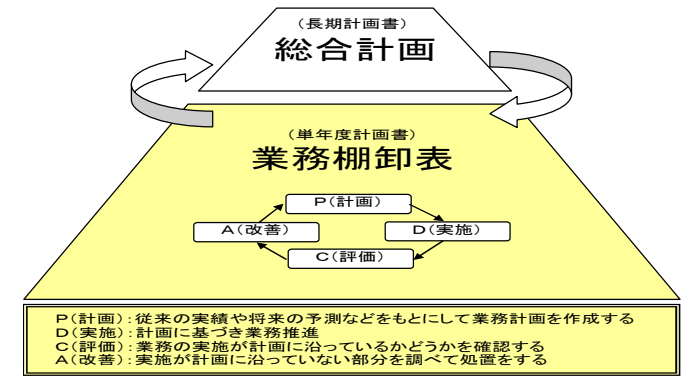 (長期計画書)
総合計画
(単年度計画書)
業務棚卸表
P(計画)
A(改善)
D(実施)
C(評価)
P(計画):従来の実績や将来の予測などをもとにして業務計画を作成する
D(実施):計画に基づき業務推進
C(評価):業務の実施が計画に沿っているかどうかを確認する
A(改善):実施が計画に沿っていない部分を調べて処置をする